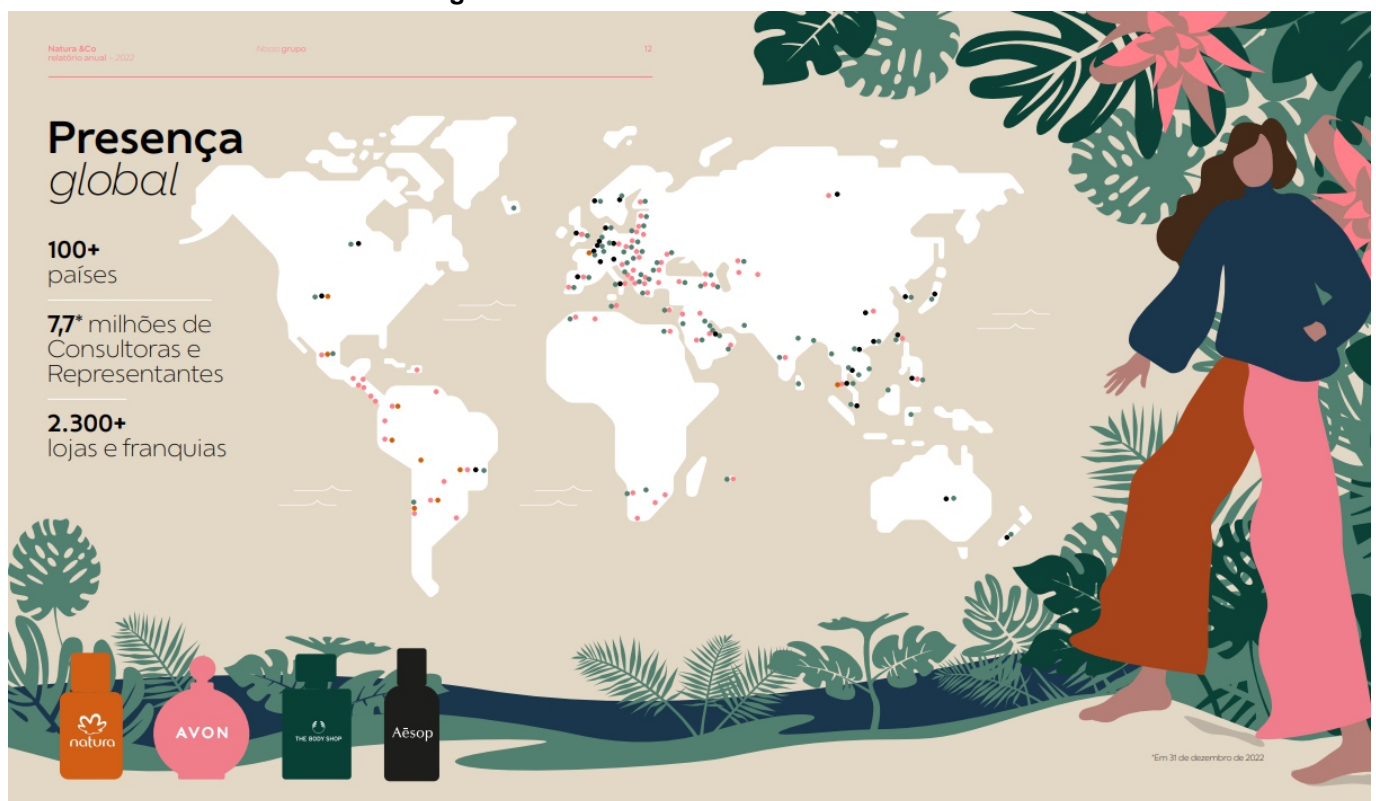 Natura &Co
relatório anual - 2022
Nosso grupo
12
Presença
global
100+
países
7,7* milhões de
Consultoras e
Representantes
2.300+
lojas e franquias
natura
AVON
THE BODY SHOP
Aēsop
*Em 31 de dezembro de 2022